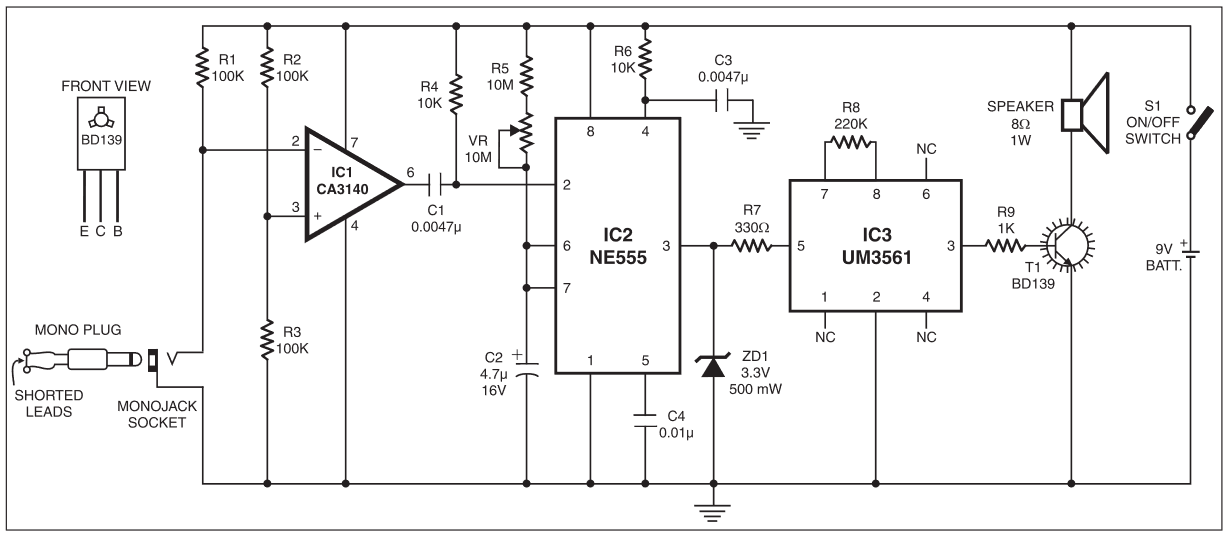 FRONT VIEW
BD139
E C B
R1
100K
R2
100K
R3
100K
2
−
3
+
7
IC1
CA3140
6
4
C1
0.0047µ
R4
10K
R5
10M
VR
10M
C2
+
4.7µ
16V
R6
10K
C3
0.0047µ
8
4
2
6
7
IC2
NE555
3
1
5
C4
0.01µ
R7
330Ω
ZD1
3.3V
500 mW
R8
220K
NC
7
8
6
5
IC3
UM3561
3
1
2
4
NC
NC
R9
1K
T1
BD139
SPEAKER
8Ω
1W
S1
ON/OFF
SWITCH
9V
BATT.
+
MONO PLUG
SHORTED
LEADS
MONOJACK
SOCKET